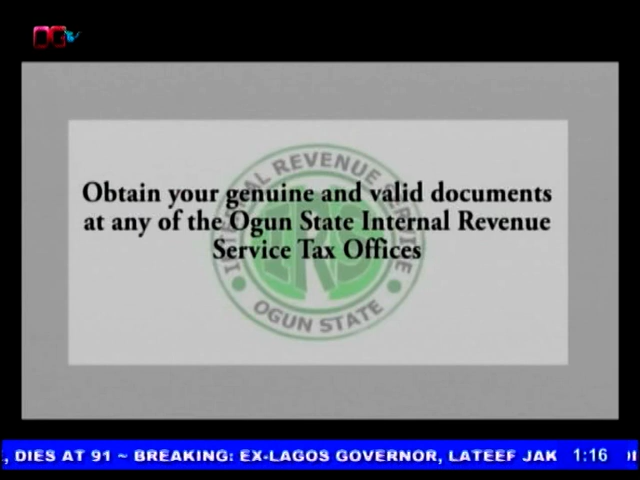 INTERNAL REVENUE SERVICE
Obtain your genuine and valid documents
at any of the Ogun State Internal Revenue
Service Tax Offices
IRS
OGUN STATE
, DIES AT 91 ~ BREAKING: EX-LAGOS GOVERNOR, LATEEF JAK 1:16